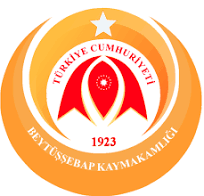 TÜRKİYE CUMHURİYETİ
1923
BEYTÜŞŞEBAP KAYMAKAMLIĞI